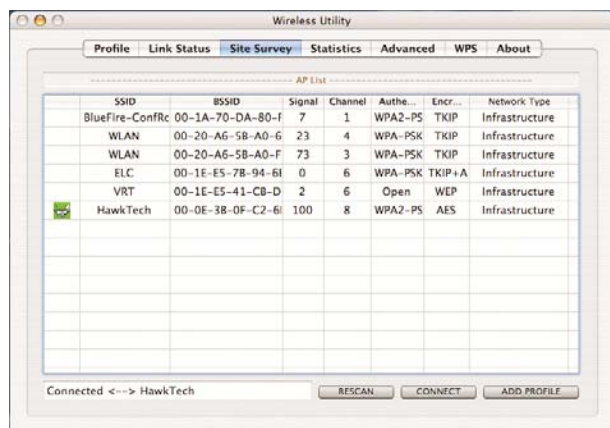 Wireless Utility
Profile Link Status Site Survey Statistics Advanced WPS About
AP List
SSID BSSID Signal Channel Authe... Encr... Network Type
BlueFire-ConfRc 00-1A-70-DA-80-F 7 1 WPA2-PS TKIP Infrastructure
WLAN 00-20-A6-5B-A0-6 23 4 WPA-PSK TKIP Infrastructure
WLAN 00-20-A6-5B-A0-F 73 3 WPA-PSK TKIP Infrastructure
ELC 00-1E-E5-7B-94-6E 0 6 WPA-PSK TKIP+A Infrastructure
VRT 00-1E-E5-41-CB-D 2 6 Open WEP Infrastructure
HawkTech 00-0E-3B-0F-C2-6 100 8 WPA2-PS AES Infrastructure
Connected <--> HawkTech RESCAN CONNECT ADD PROFILE